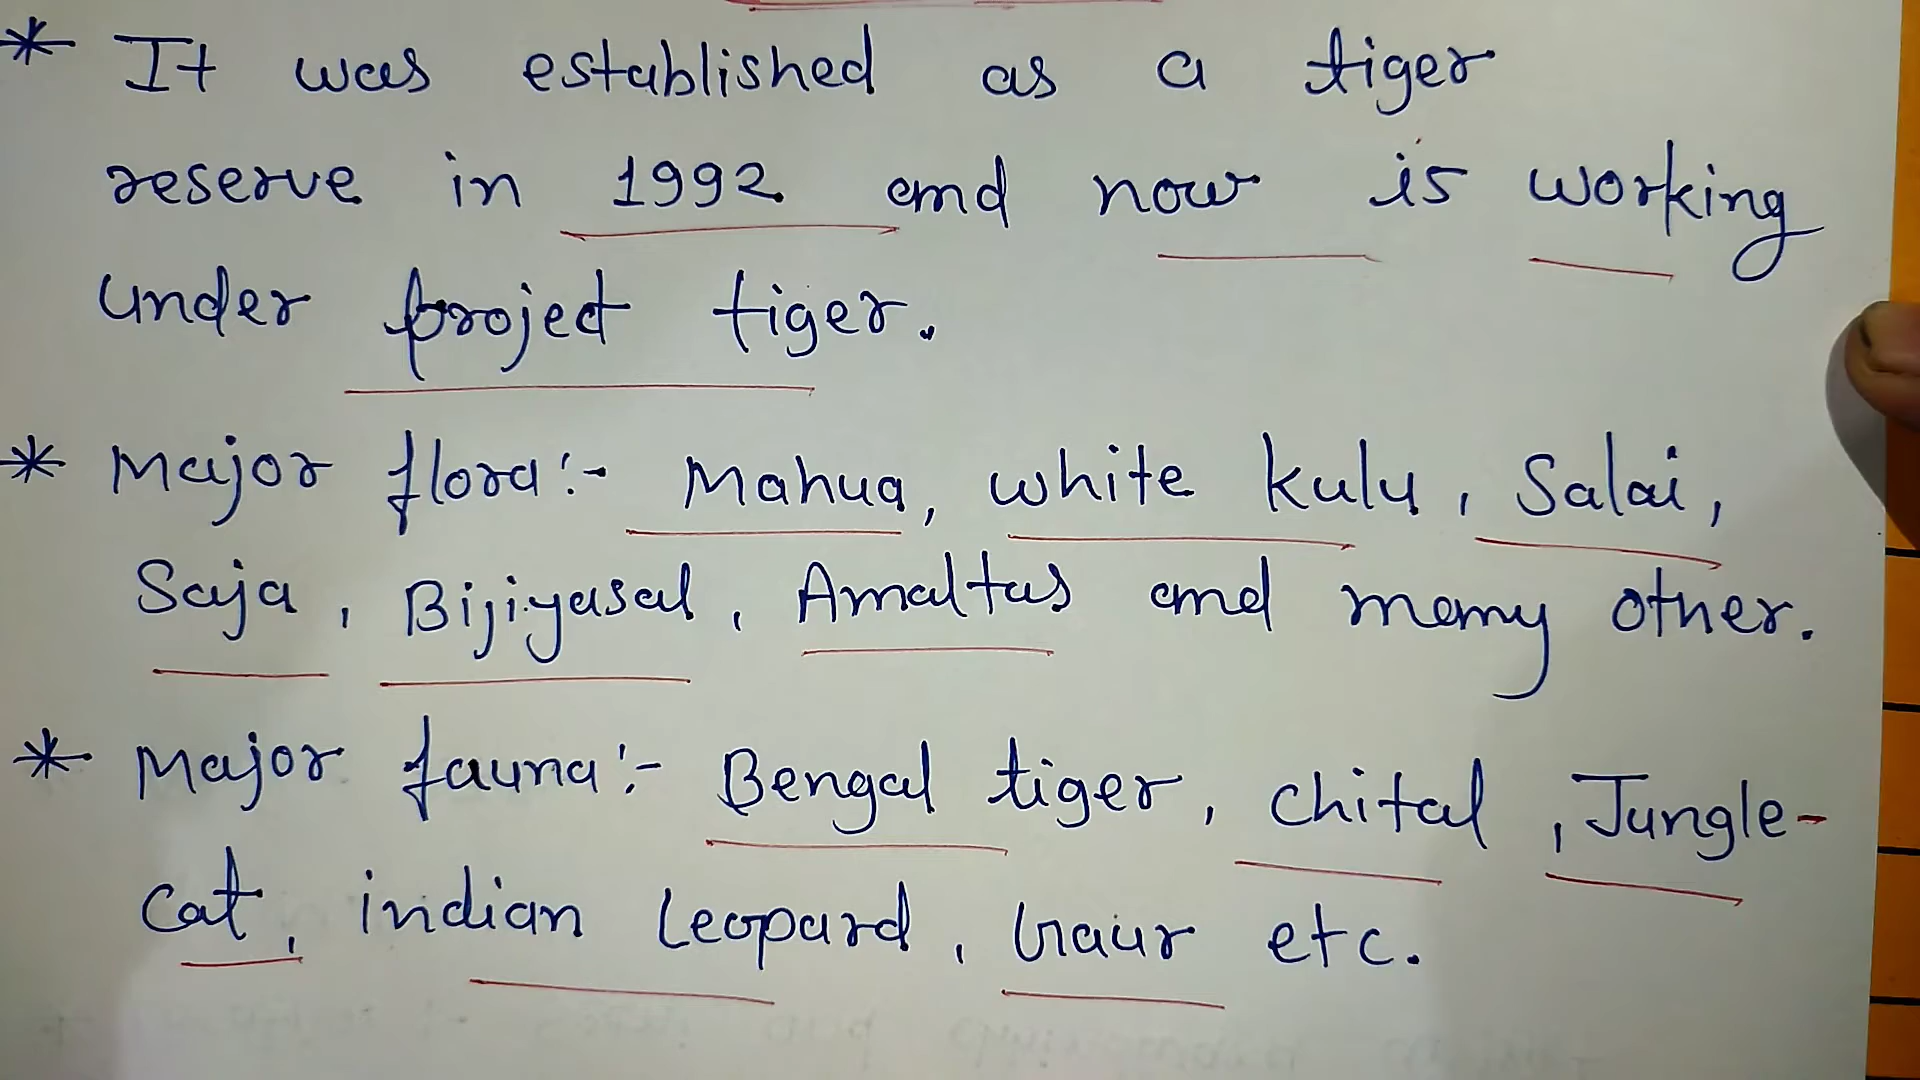 * It was established as a tiger
reserve in 1992 and now is working
under project tiger.
* Major flora:- Mahua, white kulu, Salai,
Saja, Bijiyasal, Amaltas and many other.
* Major fauna:- Bengal tiger, chital, Jungle-
cat, indian Leopard, Gaur etc.